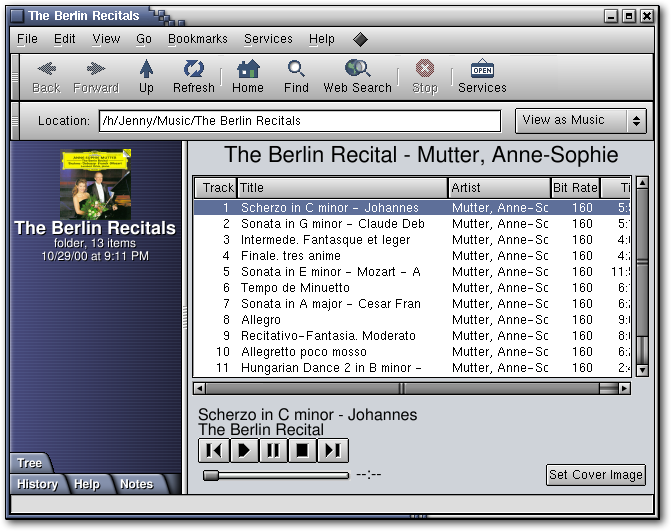 The Berlin Recitals
File Edit View Go Bookmarks Services Help
Back Forward Up Refresh Home Find Web Search Stop OPEN Services
Location: /h/Jenny/Music/The Berlin Recitals View as Music
ANNE-SOPHIE MUTTER
The Berlin Recital
The Berlin Recitals
folder, 13 items
10/29/00 at 9:11 PM
Tree
History Help Notes
The Berlin Recital - Mutter, Anne-Sophie
Track Title Artist Bit Rate Ti
1 Scherzo in C minor - Johannes Mutter, Anne-Sc 160 5:
2 Sonata in G minor - Claude Deb Mutter, Anne-Sc 160 5:
3 Intermede. Fantasque et leger Mutter, Anne-Sc 160 4:
4 Finale. tres anime Mutter, Anne-Sc 160 4:
5 Sonata in E minor - Mozart - A Mutter, Anne-Sc 160 11:
6 Tempo de Minuetto Mutter, Anne-Sc 160 6:
7 Sonata in A major - Cesar Fran Mutter, Anne-Sc 160 6:
8 Allegro Mutter, Anne-Sc 160 9:
9 Recitativo-Fantasia. Moderato Mutter, Anne-Sc 160 8:
10 Allegretto poco mosso Mutter, Anne-Sc 160 6:
11 Hungarian Dance 2 in B minor - Mutter, Anne-Sc 160 2:
Scherzo in C minor - Johannes
The Berlin Recital
--:--
Set Cover Image